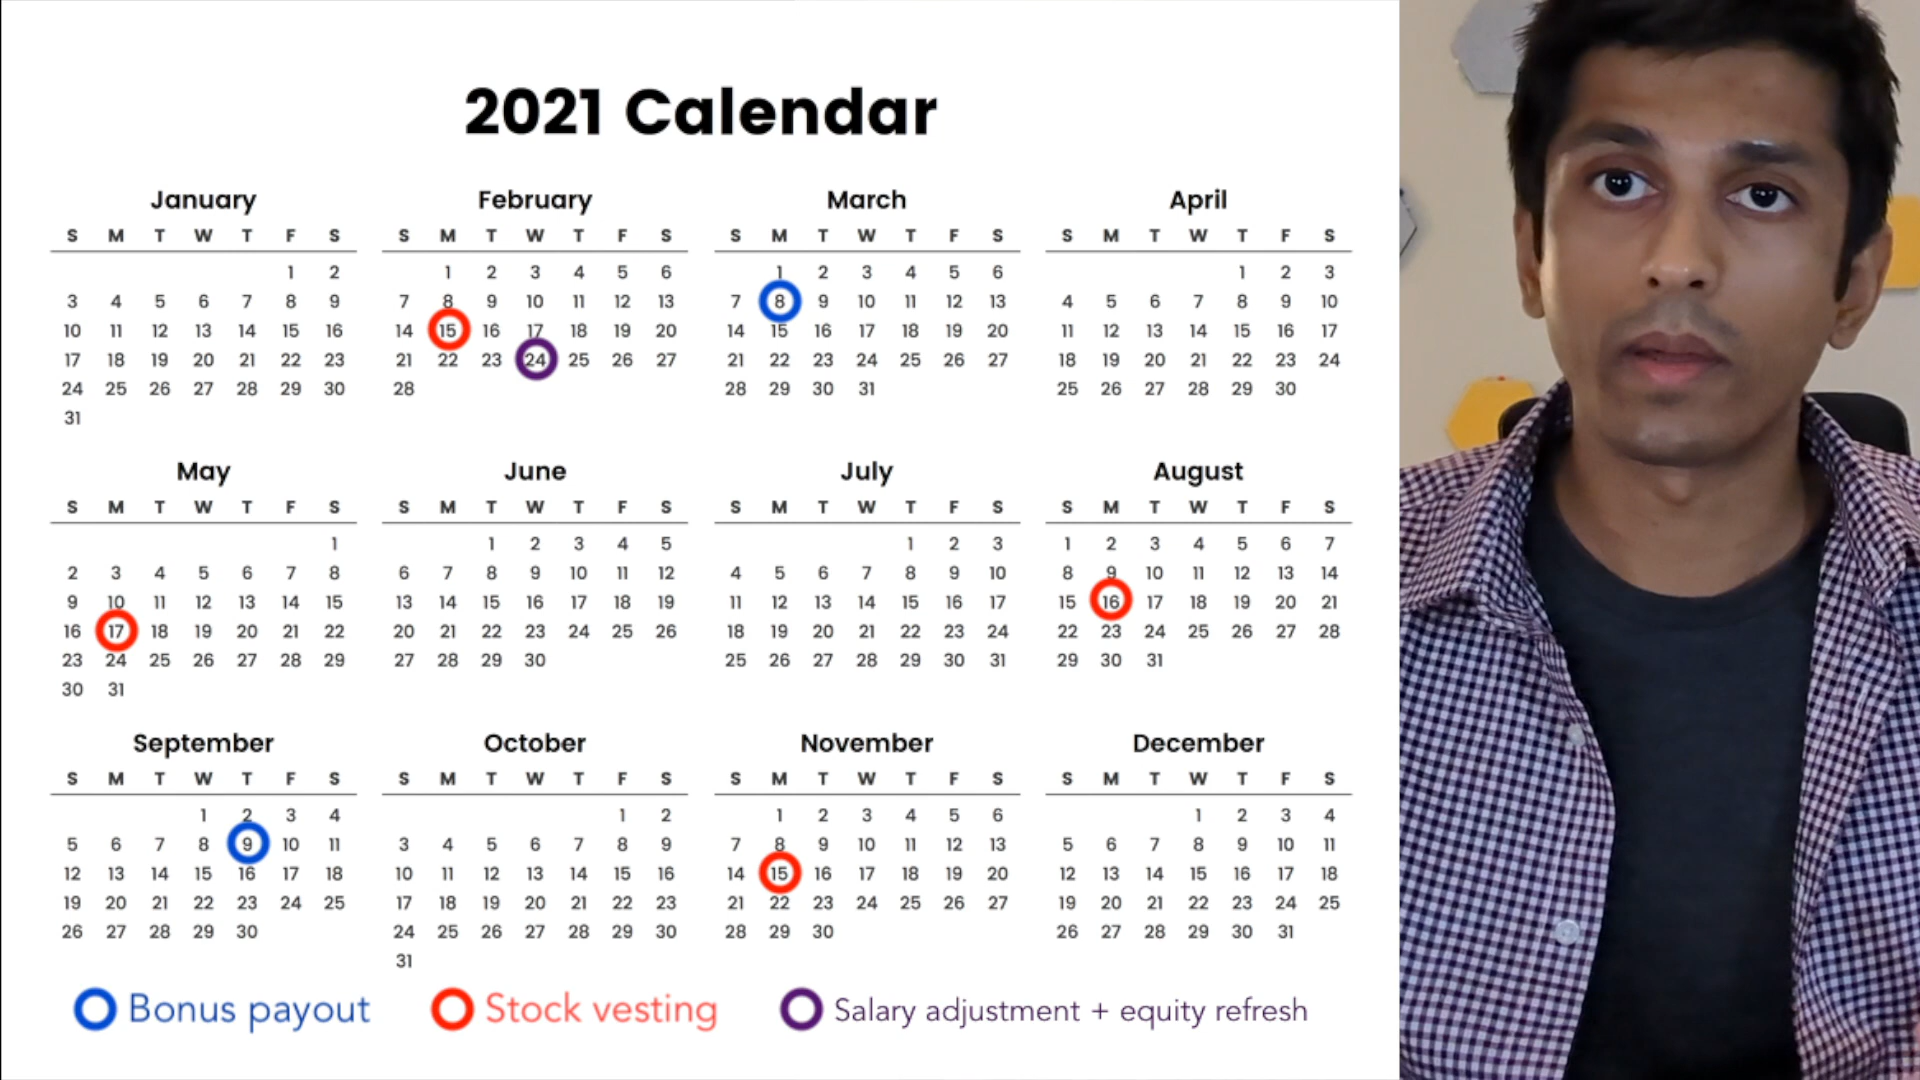 2021 Calendar
January February March April
S M T W T F S S M T W T F S S M T W T F S S M T W T F S
1 2 1 2 3 4 5 6 1 2 3 4 5 6 1 2 3
3 4 5 6 7 8 9 7 8 9 10 11 12 13 7 8 9 10 11 12 13 4 5 6 7 8 9 10
10 11 12 13 14 15 16 14 15 16 17 18 19 20 14 15 16 17 18 19 20 11 12 13 14 15 16 17
17 18 19 20 21 22 23 21 22 23 24 25 26 27 21 22 23 24 25 26 27 18 19 20 21 22 23 24
24 25 26 27 28 29 30 28 28 29 30 31 25 26 27 28 29 30
31
May June July August
S M T W T F S S M T W T F S S M T W T F S S M T W T F S
1 1 2 3 4 5 1 2 3 1 2 3 4 5 6 7
2 3 4 5 6 7 8 6 7 8 9 10 11 12 4 5 6 7 8 9 10 8 9 10 11 12 13 14
9 10 11 12 13 14 15 13 14 15 16 17 18 19 11 12 13 14 15 16 17 15 16 17 18 19 20 21
16 17 18 19 20 21 22 20 21 22 23 24 25 26 18 19 20 21 22 23 24 22 23 24 25 26 27 28
23 24 25 26 27 28 29 27 28 29 30 25 26 27 28 29 30 31 29 30 31
30 31
September October November December
S M T W T F S S M T W T F S S M T W T F S S M T W T F S
1 2 3 4 1 2 1 2 3 4 5 6 1 2 3 4
5 6 7 8 9 10 11 3 4 5 6 7 8 9 7 8 9 10 11 12 13 5 6 7 8 9 10 11
12 13 14 15 16 17 18 10 11 12 13 14 15 16 14 15 16 17 18 19 20 12 13 14 15 16 17 18
19 20 21 22 23 24 25 17 18 19 20 21 22 23 21 22 23 24 25 26 27 19 20 21 22 23 24 25
26 27 28 29 30 24 25 26 27 28 29 30 28 29 30 26 27 28 29 30 31
31
Bonus payout Stock vesting Salary adjustment + equity refresh